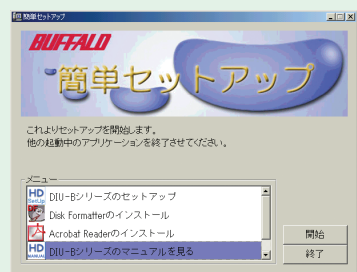 簡単セットアップ
BUFFALO
簡単セットアップ
これよりセットアップを開始します。
他の起動中のアプリケーションを終了させてください。
メニュー
HD SetUp DIU-Bシリーズのセットアップ
Disk Formatterのインストール
Acrobat Readerのインストール
HD MANUAL DIU-Bシリーズのマニュアルを見る
開始
終了